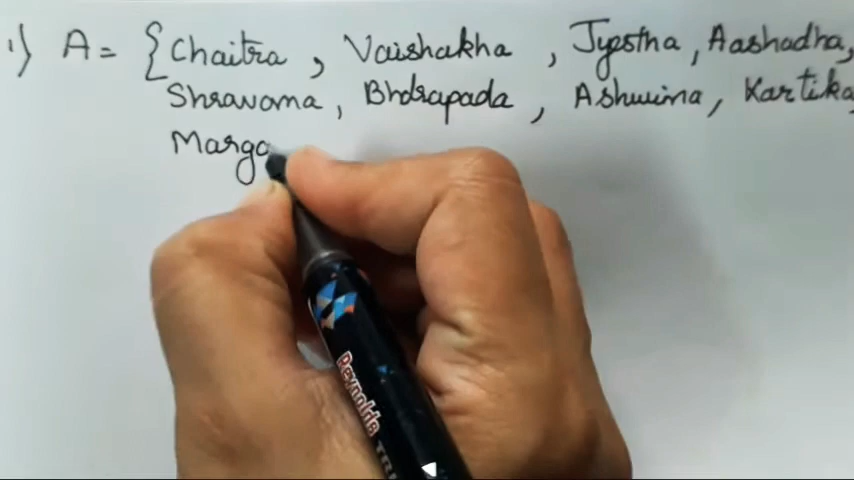 1) A = {Chaitra, Vaishakha, Jyestha, Aashadha,
Shravana, Bhdrapada, Ashwina, Kartika,
Marga
Reynolds